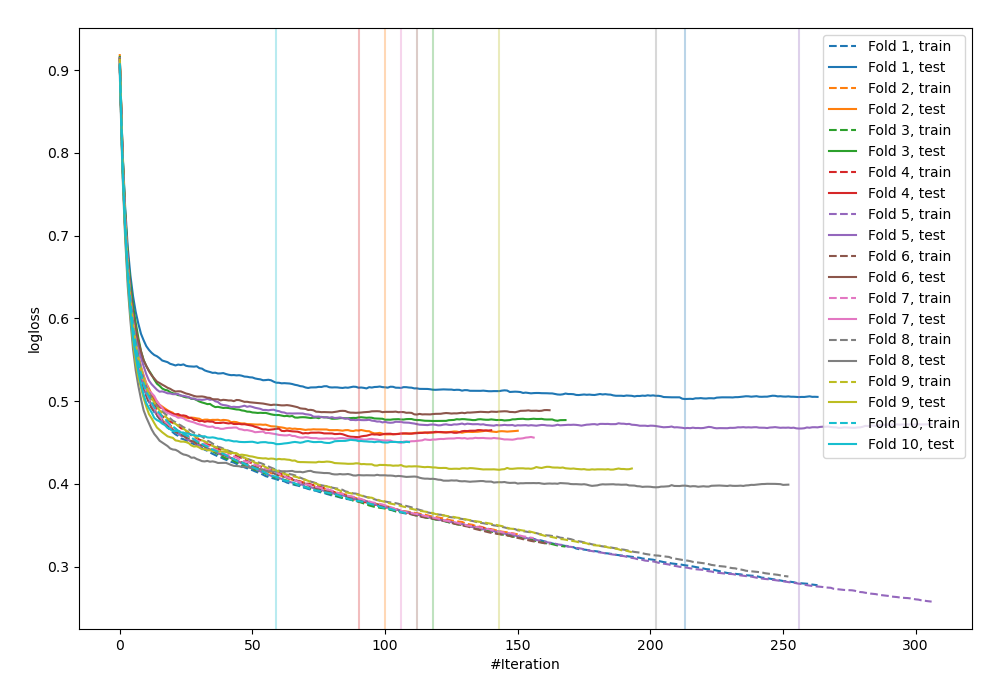 0.9
0.8
0.7
0.6
0.5
0.4
0.3
logloss
0
50
100
150
200
250
300
#Iteration
Fold 1, train
Fold 1, test
Fold 2, train
Fold 2, test
Fold 3, train
Fold 3, test
Fold 4, train
Fold 4, test
Fold 5, train
Fold 5, test
Fold 6, train
Fold 6, test
Fold 7, train
Fold 7, test
Fold 8, train
Fold 8, test
Fold 9, train
Fold 9, test
Fold 10, train
Fold 10, test